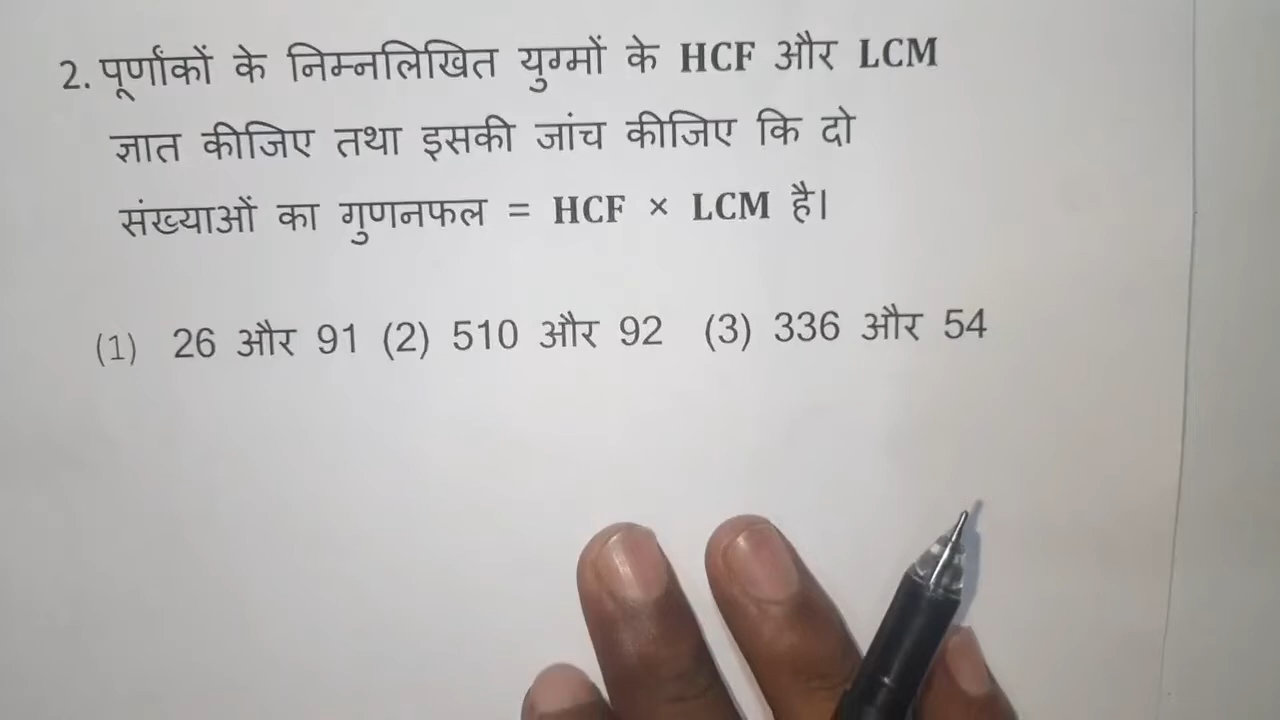 2. पूर्णांकों के निम्नलिखित युग्मों के HCF और LCM
ज्ञात कीजिए तथा इसकी जांच कीजिए कि दो
संख्याओं का गुणनफल = HCF × LCM है।
(1) 26 और 91 (2) 510 और 92 (3) 336 और 54